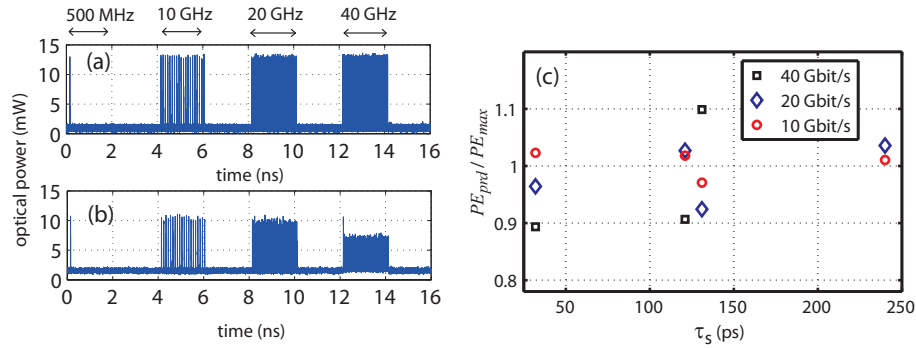 500 MHz 10 GHz 20 GHz 40 GHz
(a)
15
10
5
0
0 2 4 6 8 10 12 14 16
time (ns)
optical power (mW)
(b)
15
10
5
0
0 2 4 6 8 10 12 14 16
time (ns)
(c)
40 Gbit/s
20 Gbit/s
10 Gbit/s
PE_prd / PE_max
1.1
1
0.9
0.8
50 100 150 200 250
τ_S (ps)